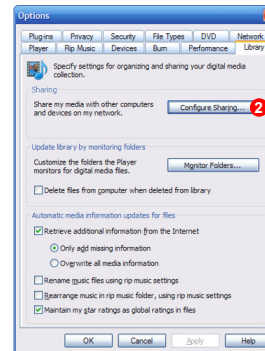 Options
Plug-ins Privacy Security File Types DVD Network
Player Rip Music Devices Burn Performance Library
Specify settings for organizing and sharing your digital media
collection.
Sharing
Share my media with other computers
and devices on my network.
Configure Sharing...
2
Update library by monitoring folders
Customize the folders the Player
monitors for digital media files.
Monitor Folders...
Delete files from computer when deleted from library
Automatic media information updates for files
Retrieve additional information from the Internet
Only add missing information
Overwrite all media information
Rename music files using rip music settings
Rearrange music in rip music folder, using rip music settings
Maintain my star ratings as global ratings in files
OK Cancel Apply Help